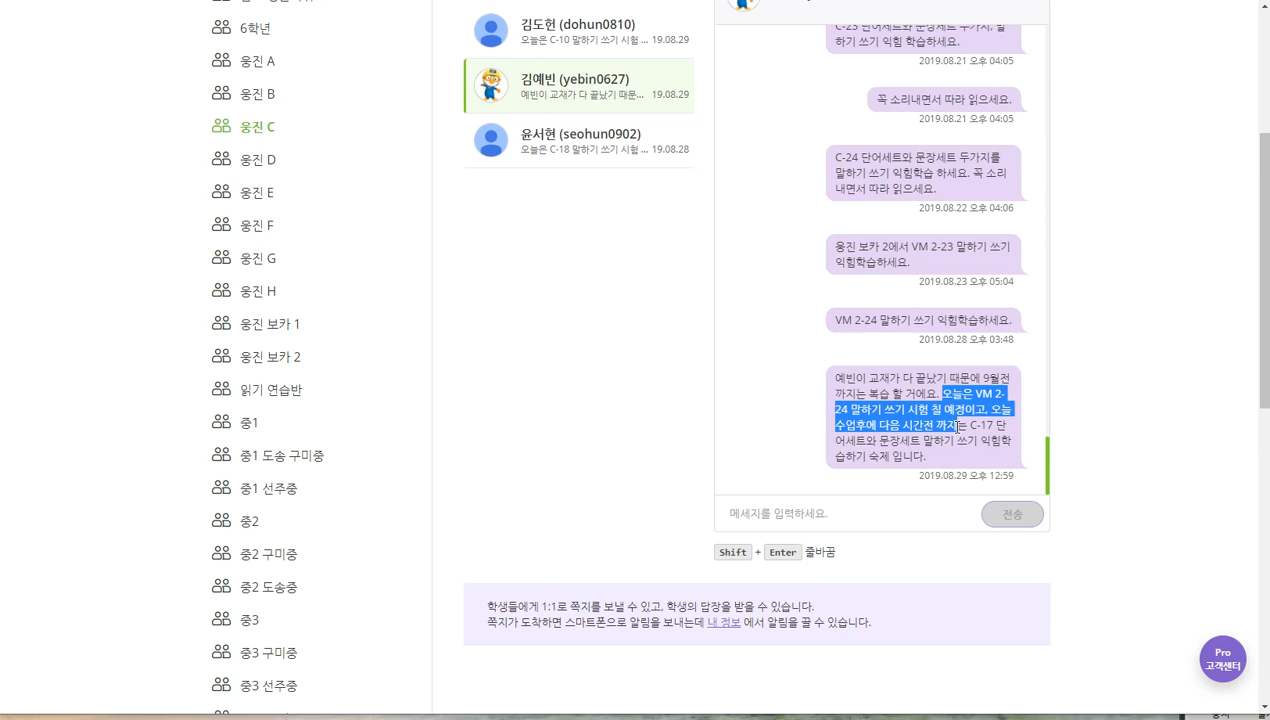 6학년
웅진 A
웅진 B
웅진 C
웅진 D
웅진 E
웅진 F
웅진 G
웅진 H
웅진 보카 1
웅진 보카 2
읽기 연습반
중1
중1 도송 구미중
중1 선주중
중2
중2 구미중
중2 도송중
중3
중3 구미중
중3 선주중
김도헌 (dohun0810)
오늘은 C-10 말하기 쓰기 시험 ... 19.08.29
김예빈 (yebin0627)
예빈이 교재가 다 끝났기 때문... 19.08.29
윤서현 (seohun0902)
오늘은 C-18 말하기 쓰기 시험 ... 19.08.28
C-23 단어세트와 문장세트 두가지, 말
하기 쓰기 익힘 학습하세요.
2019.08.21 오후 04:05
꼭 소리내면서 따라 읽으세요.
2019.08.21 오후 04:05
C-24 단어세트와 문장세트 두가지를
말하기 쓰기 익힘학습 하세요. 꼭 소리
내면서 따라 읽으세요.
2019.08.22 오후 04:06
웅진 보카 2에서 VM 2-23 말하기 쓰기
익힘학습하세요.
2019.08.23 오후 05:04
VM 2-24 말하기 쓰기 익힘학습하세요.
2019.08.28 오후 03:48
예빈이 교재가 다 끝났기 때문에 9월전
까지는 복습 할 거에요. 오늘은 VM 2-
24 말하기 쓰기 시험 칠 예정이고, 오늘
수업후에 다음 시간전 까지는 C-17 단
어세트와 문장세트 말하기 쓰기 익힘학
습하기 숙제 입니다.
2019.08.29 오후 12:59
메세지를 입력하세요.
전송
Shift + Enter 줄바꿈
학생들에게 1:1로 쪽지를 보낼 수 있고, 학생의 답장을 받을 수 있습니다.
쪽지가 도착하면 스마트폰으로 알림을 보내는데 내 정보 에서 알림을 끌 수 있습니다.
Pro
고객센터